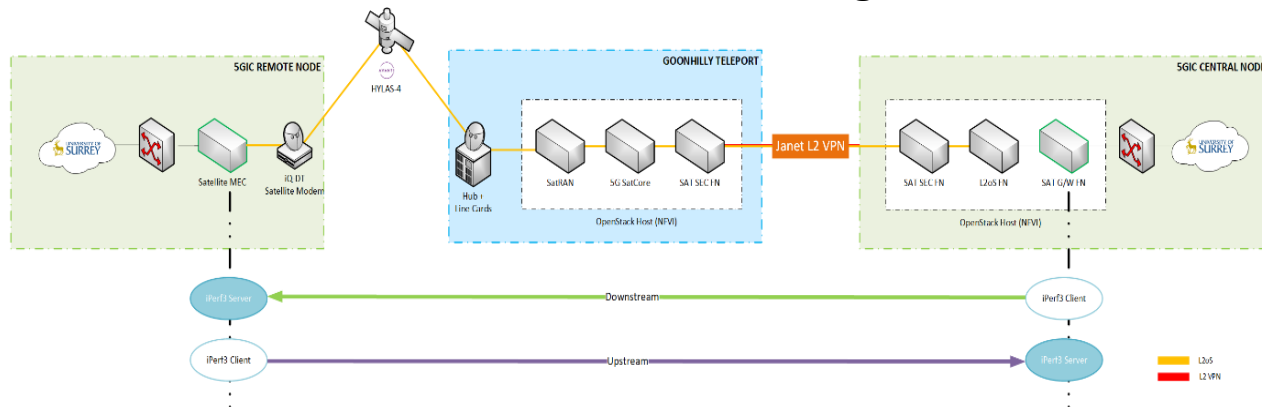 5GIC REMOTE NODE
UNIVERSITY OF
SURREY
Satellite MEC
iQ DT
Satellite Modem
HYLAS-4
GOONHILLY TELEPORT
Hub +
Line Cards
SatRAN
5G SatCore
SAT SEC FN
OpenStack Host (NFVI)
Janet L2 VPN
5GIC CENTRAL NODE
SAT SEC FN
L2oS FN
SAT G/W FN
OpenStack Host (NFVI)
UNIVERSITY OF
SURREY
iPerf3 Server
Downstream
iPerf3 Client
iPerf3 Client
Upstream
iPerf3 Server
L2oS
L2 VPN